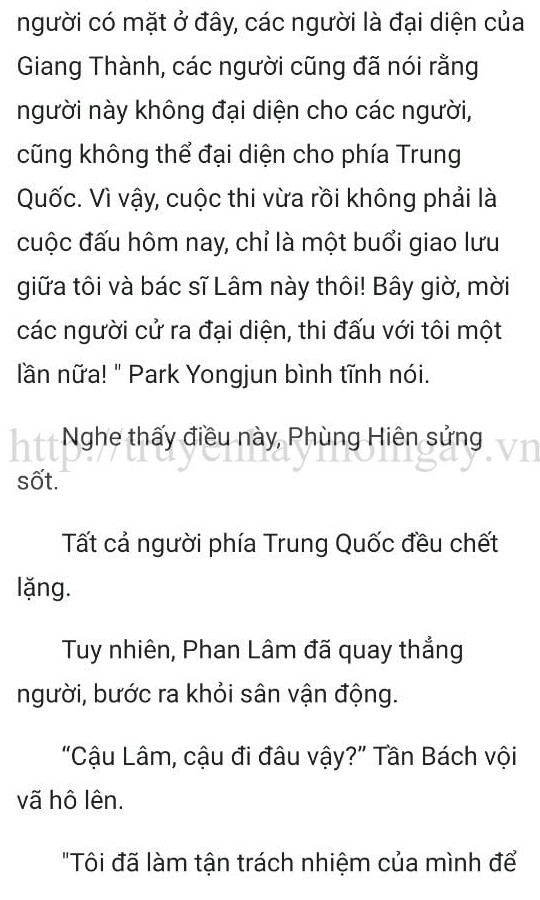 người có mặt ở đây, các người là đại diện của
Giang Thành, các người cũng đã nói rằng
người này không đại diện cho các người,
cũng không thể đại diện cho phía Trung
Quốc. Vì vậy, cuộc thi vừa rồi không phải là
cuộc đấu hôm nay, chỉ là một buổi giao lưu
giữa tôi và bác sĩ Lâm này thôi! Bây giờ, mời
các người cử ra đại diện, thi đấu với tôi một
lần nữa! " Park Yongjun bình tĩnh nói.
Nghe thấy điều này, Phùng Hiên sửng
http://truyenhaymoingay.vn
sốt.
Tất cả người phía Trung Quốc đều chết
lặng.
Tuy nhiên, Phan Lâm đã quay thẳng
người, bước ra khỏi sân vận động.
“Cậu Lâm, cậu đi đâu vậy?” Tần Bách vội
vã hô lên.
"Tôi đã làm tận trách nhiệm của mình để